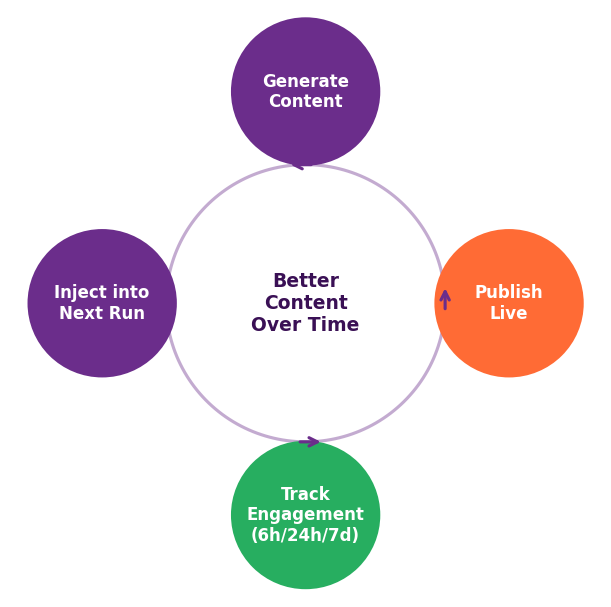 Generate
Content
Inject into
Next Run
Better
Content
Over Time
Publish
Live
Track
Engagement
(6h/24h/7d)